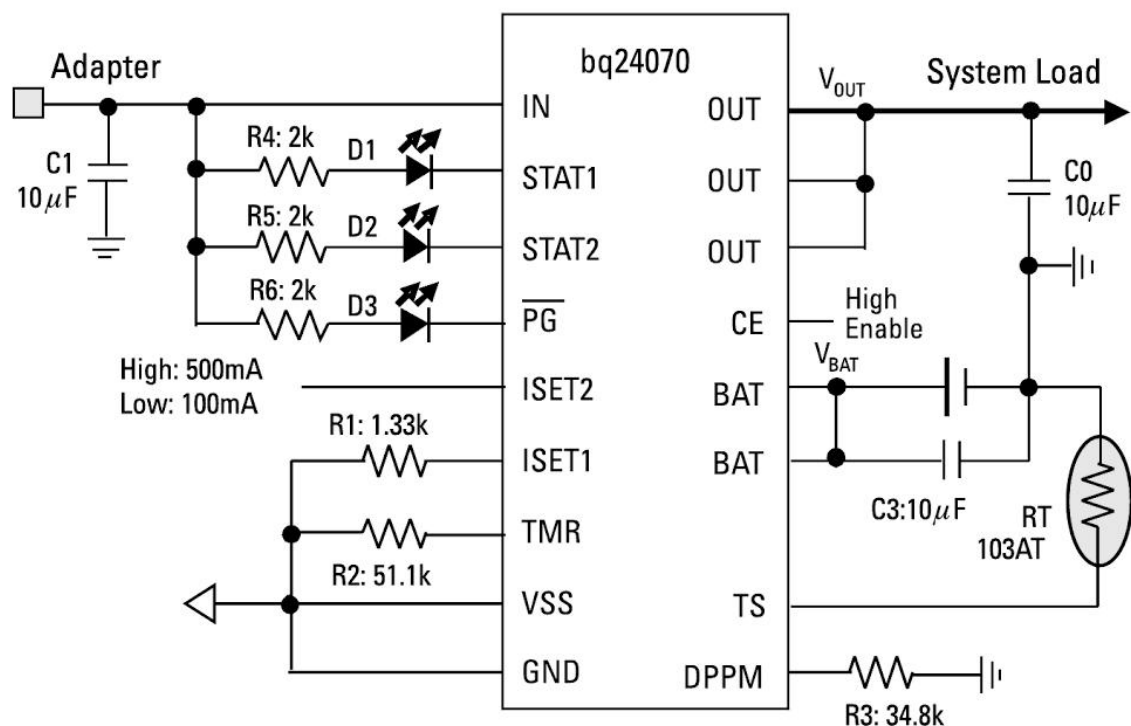 bq24070
Adapter
System Load
VOUT
IN
OUT
R4: 2k
D1
C1
10μF
STAT1
OUT
C0
10μF
R5: 2k
D2
STAT2
OUT
R6: 2k
D3
PG
CE
High
Enable
High: 500mA
Low: 100mA
ISET2
VBAT
BAT
R1: 1.33k
ISET1
BAT
C3:10μF
RT
103AT
TMR
R2: 51.1k
VSS
TS
GND
DPPM
R3: 34.8k